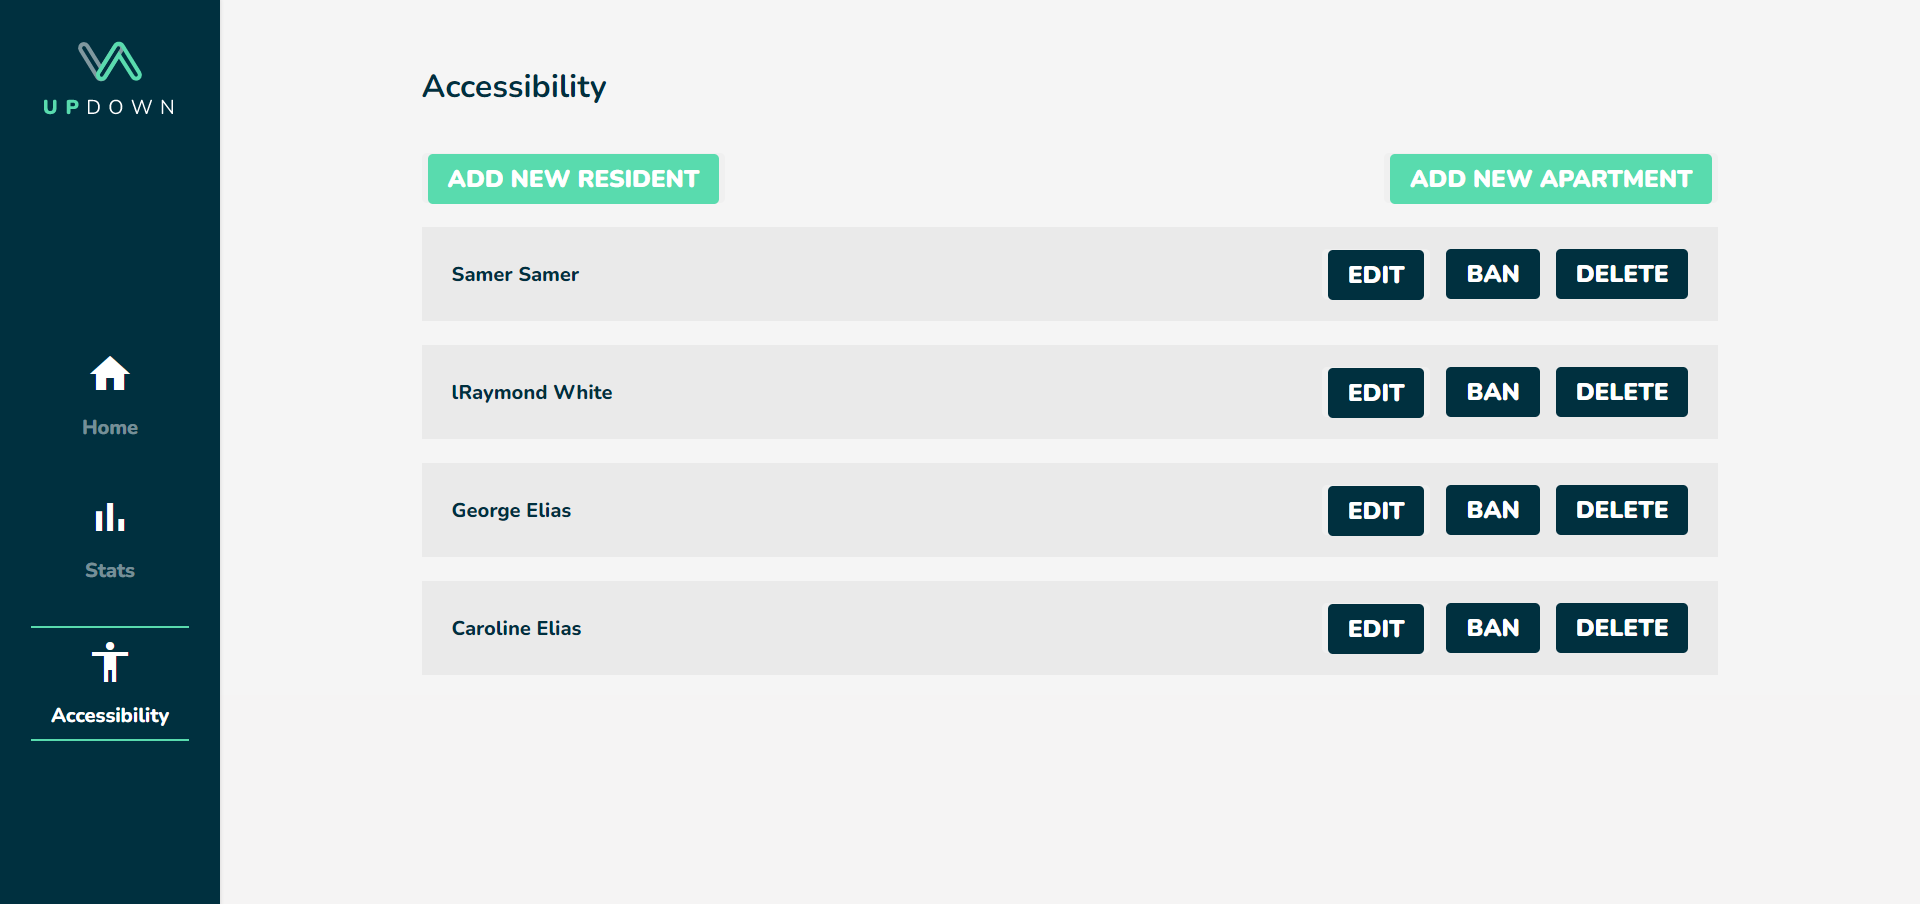 UPDOWN
Home
Stats
Accessibility
Accessibility
ADD NEW RESIDENT
ADD NEW APARTMENT
Samer Samer
EDIT
BAN
DELETE
lRaymond White
EDIT
BAN
DELETE
George Elias
EDIT
BAN
DELETE
Caroline Elias
EDIT
BAN
DELETE